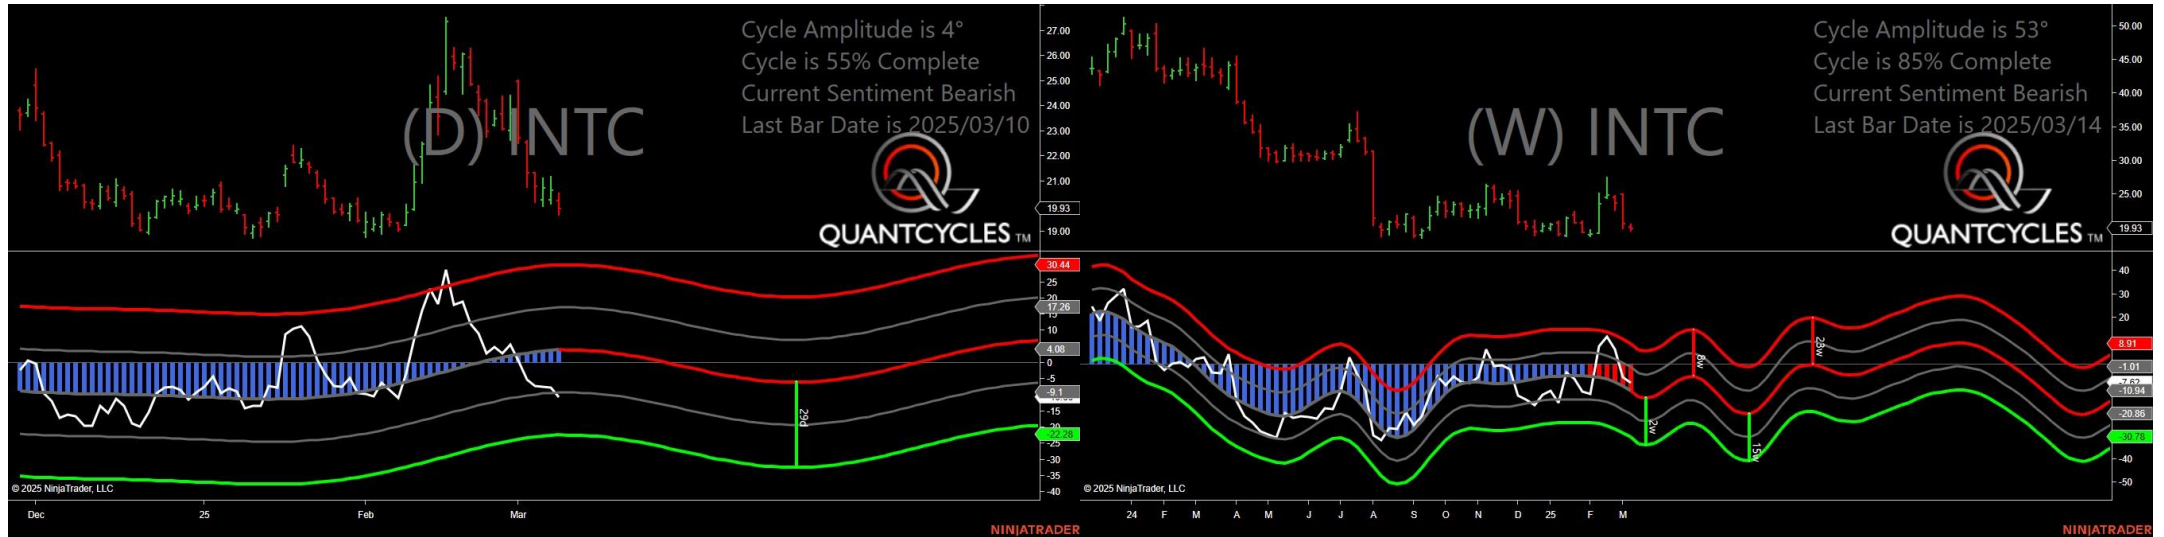 Cycle Amplitude is 4°
Cycle is 55% Complete
Current Sentiment Bearish
Last Bar Date is 2025/03/10
(D) INTC
QUANTCYCLES TM
27.00
26.00
25.00
23.00
22.00
21.00
19.93
19.00
30.44
25
20
17.26
15
10
4.08
0
-5
-9.1
-15
-20
-22.28
-25
-30
-35
-40
29d
© 2025 NinjaTrader, LLC
Dec
25
Feb
Mar
NINJATRADER
Cycle Amplitude is 53°
Cycle is 85% Complete
Current Sentiment Bearish
Last Bar Date is 2025/03/14
(W) INTC
QUANTCYCLES TM
50.00
45.00
40.00
35.00
30.00
25.00
19.93
40
30
20
8.91
-1.01
-7.62
-10.94
-20.86
-30.78
-40
-50
8w
28w
2w
15w
© 2025 NinjaTrader, LLC
24 F M A M J J A S O N D 25 F M
NINJATRADER